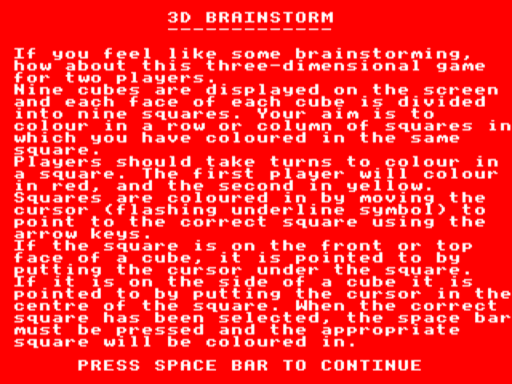 3D BRAINSTORM
If you feel like some brainstorming,
how about this three-dimensional game
for two players.
Nine cubes are displayed on the screen
and each face of each cube is divided
into nine squares. Your aim is to
colour in a row or column of squares in
which you have coloured in the same
square.
Players should take turns to colour in
a square. The first player will colour
in red, and the second in yellow.
Squares are coloured in by moving the
cursor (flashing underline symbol) to
point to the correct square using the
arrow keys.
If the square is on the front or top
face of a cube, it is pointed to by
putting the cursor under the square.
If it is on the side of a cube it is
pointed to by putting the cursor in the
centre of the square. When the correct
square has been selected, the space bar
must be pressed and the appropriate
square will be coloured in.
PRESS SPACE BAR TO CONTINUE